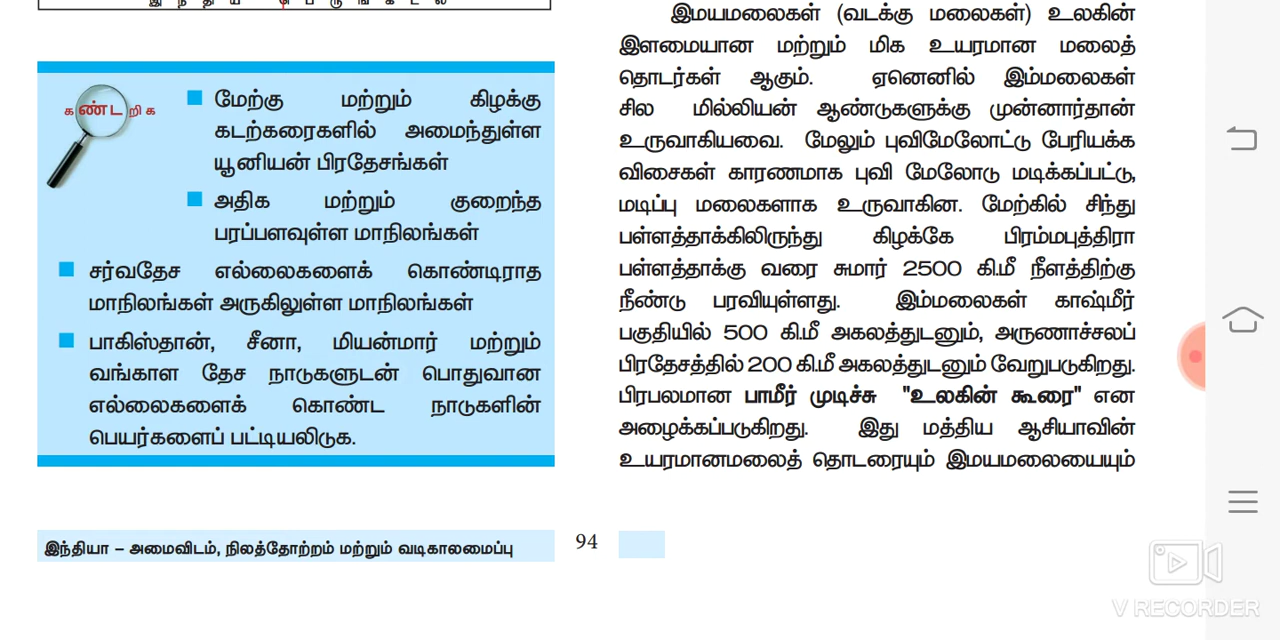 க ண்ட றி க
மேற்கு மற்றும் கிழக்கு
கடற்கரைகளில் அமைந்துள்ள
யூனியன் பிரதேசங்கள்
அதிக மற்றும் குறைந்த
பரப்பளவுள்ள மாநிலங்கள்
சர்வதேச எல்லைகளைக் கொண்டிராத
மாநிலங்கள் அருகிலுள்ள மாநிலங்கள்
பாகிஸ்தான், சீனா, மியன்மார் மற்றும்
வங்காள தேச நாடுகளுடன் பொதுவான
எல்லைகளைக் கொண்ட நாடுகளின்
பெயர்களைப் பட்டியலிடுக.
இமயமலைகள் (வடக்கு மலைகள்) உலகின்
இளமையான மற்றும் மிக உயரமான மலைத்
தொடர்கள் ஆகும். ஏனெனில் இம்மலைகள்
சில மில்லியன் ஆண்டுகளுக்கு முன்னார்தான்
உருவாகியவை. மேலும் புவிமேலோட்டு பேரியக்க
விசைகள் காரணமாக புவி மேலோடு மடிக்கப்பட்டு,
மடிப்பு மலைகளாக உருவாகின. மேற்கில் சிந்து
பள்ளத்தாக்கிலிருந்து கிழக்கே பிரம்மபுத்திரா
பள்ளத்தாக்கு வரை சுமார் 2500 கி.மீ நீளத்திற்கு
நீண்டு பரவியுள்ளது. இம்மலைகள் காஷ்மீர்
பகுதியில் 500 கி.மீ அகலத்துடனும், அருணாச்சலப்
பிரதேசத்தில் 200 கி.மீ அகலத்துடனும் வேறுபடுகிறது.
பிரபலமான பாமீர் முடிச்சு "உலகின் கூரை" என
அழைக்கப்படுகிறது. இது மத்திய ஆசியாவின்
உயரமானமலைத் தொடரையும் இமயமலையையும்
இந்தியா – அமைவிடம், நிலத்தோற்றம் மற்றும் வடிகாலமைப்பு
94
V RECORDER